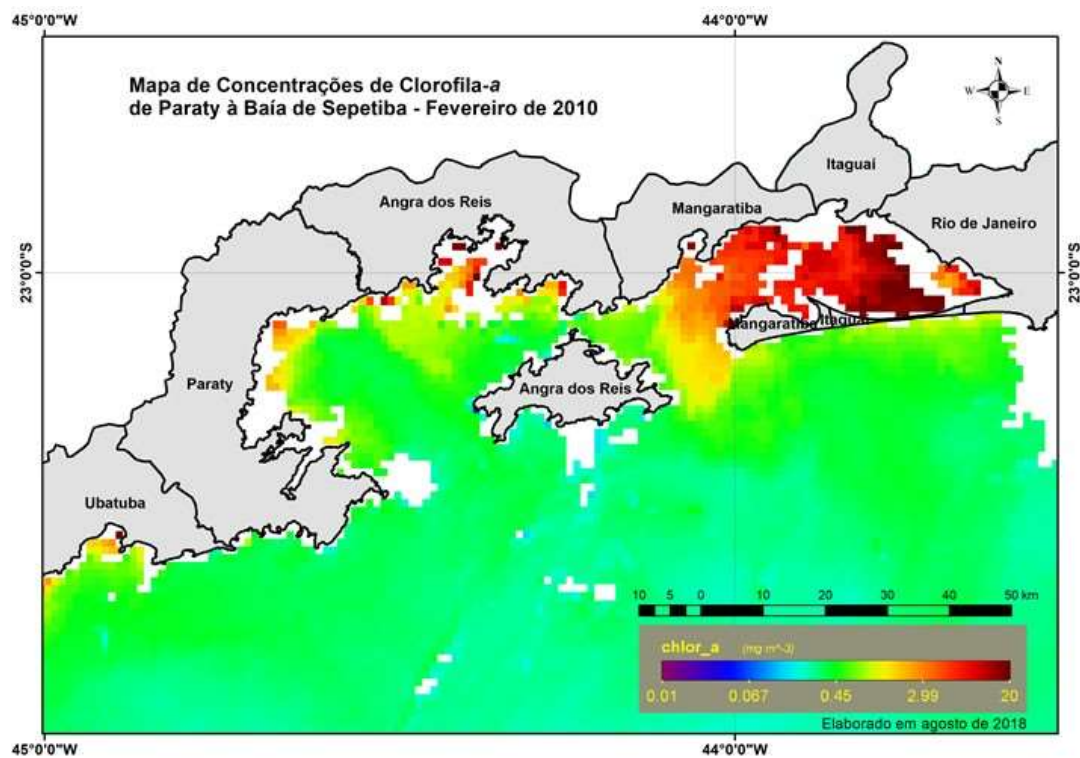 45°0'0"W
44°0'0"W
Mapa de Concentrações de Clorofila-a
de Paraty à Baía de Sepetiba - Fevereiro de 2010
N
W
E
S
Itaguaí
Angra dos Reis
Mangaratiba
Rio de Janeiro
23°0'0"S
23°0'0"S
Mangaratiba
Itaguaí
Paraty
Angra dos Reis
Ubatuba
10 5 0 10 20 30 40 50 km
chlor_a (mg m^-3)
0.01 0.067 0.45 2.99 20
Elaborado em agosto de 2018
45°0'0"W
44°0'0"W